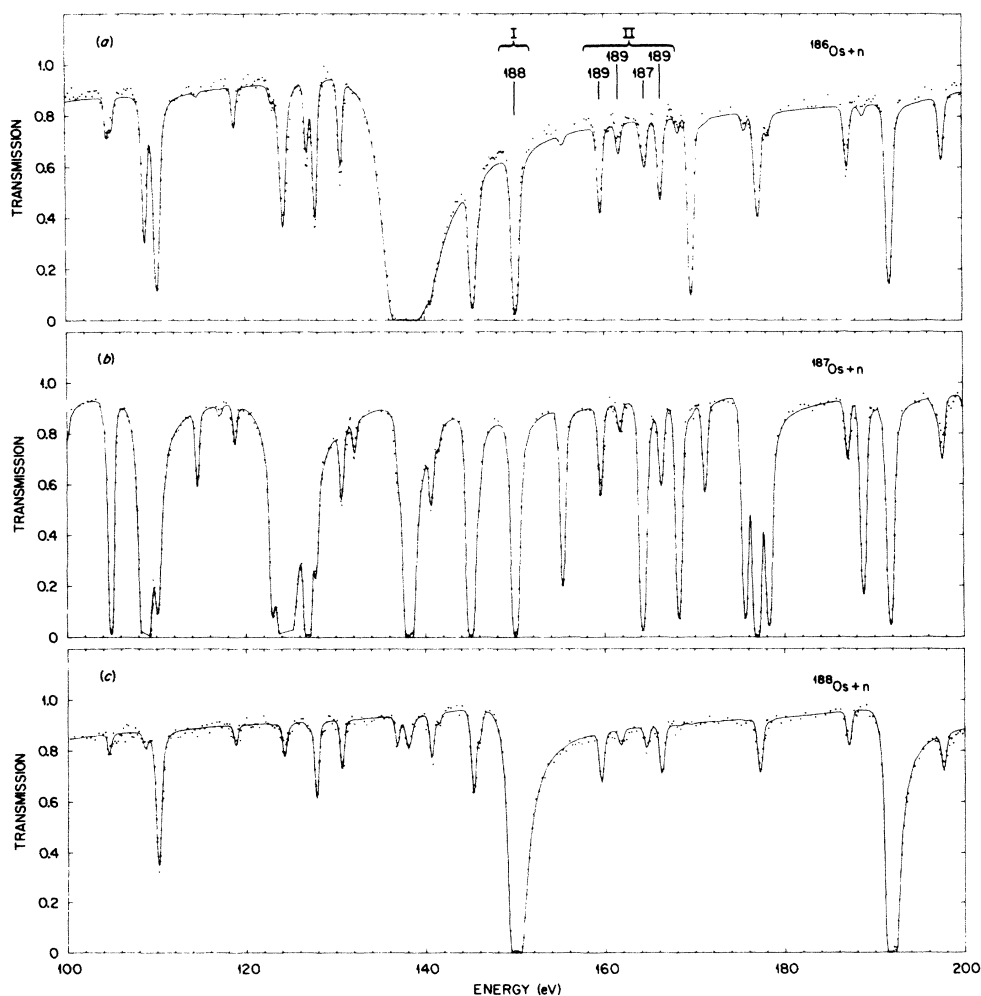 (a)
I
II
188
189
189
187
189
¹⁸⁶Os+n
TRANSMISSION
1.0
0.8
0.6
0.4
0.2
0
(b)
¹⁸⁷Os+n
TRANSMISSION
1.0
0.8
0.6
0.4
0.2
0
(c)
¹⁸⁸Os+n
TRANSMISSION
1.0
0.8
0.6
0.4
0.2
0
100
120
140
160
180
200
ENERGY (eV)